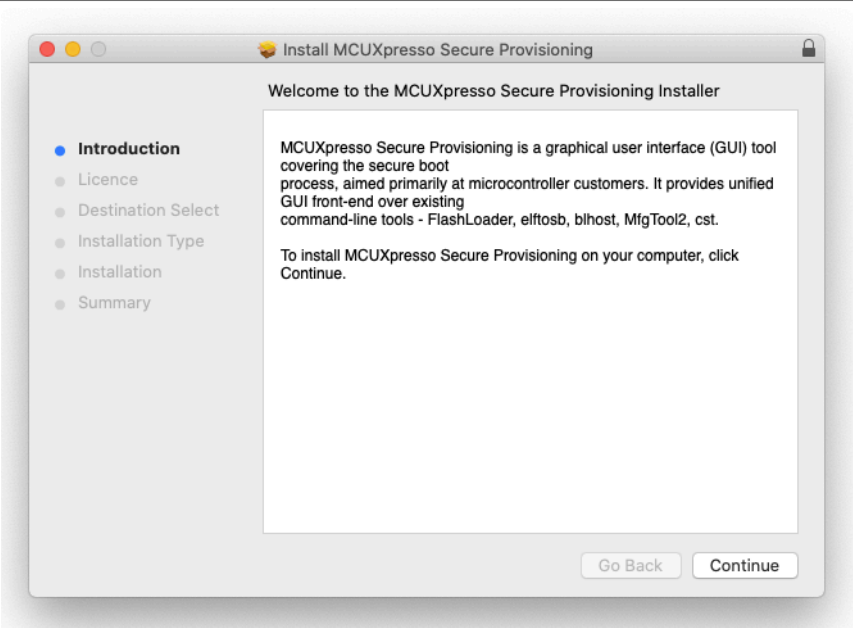 Install MCUXpresso Secure Provisioning
Welcome to the MCUXpresso Secure Provisioning Installer
Introduction
Licence
Destination Select
Installation Type
Installation
Summary
MCUXpresso Secure Provisioning is a graphical user interface (GUI) tool
covering the secure boot
process, aimed primarily at microcontroller customers. It provides unified
GUI front-end over existing
command-line tools - FlashLoader, elftosb, blhost, MfgTool2, cst.
To install MCUXpresso Secure Provisioning on your computer, click
Continue.
Go Back
Continue